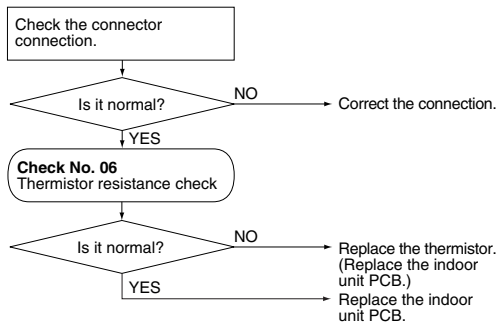 Check the connector
connection.
Is it normal?
NO
Correct the connection.
YES
Check No. 06
Thermistor resistance check
Is it normal?
NO
Replace the thermistor.
(Replace the indoor
unit PCB.)
YES
Replace the indoor
unit PCB.